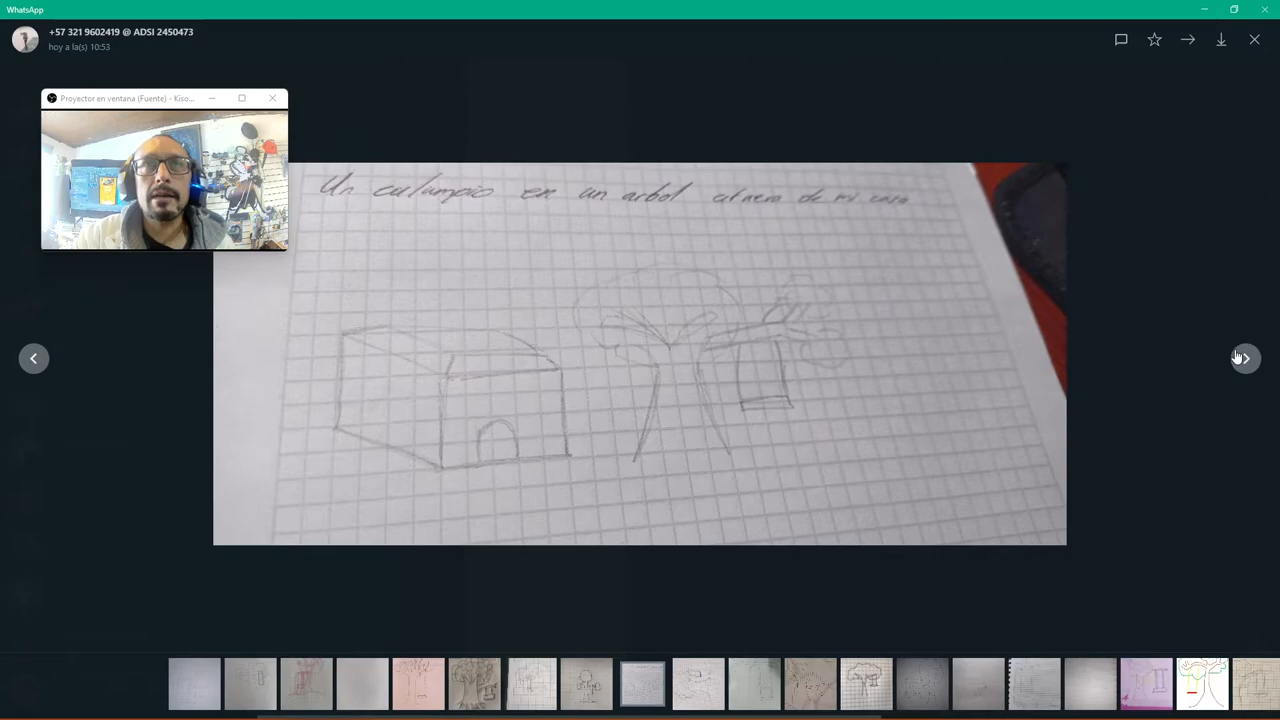 WhatsApp
+57 321 9602419 @ ADSI 2450473
hoy a la(s) 10:53
Proyector en ventana (Fuente) - Kiso...
Un culumpio en un arbol de mi casa